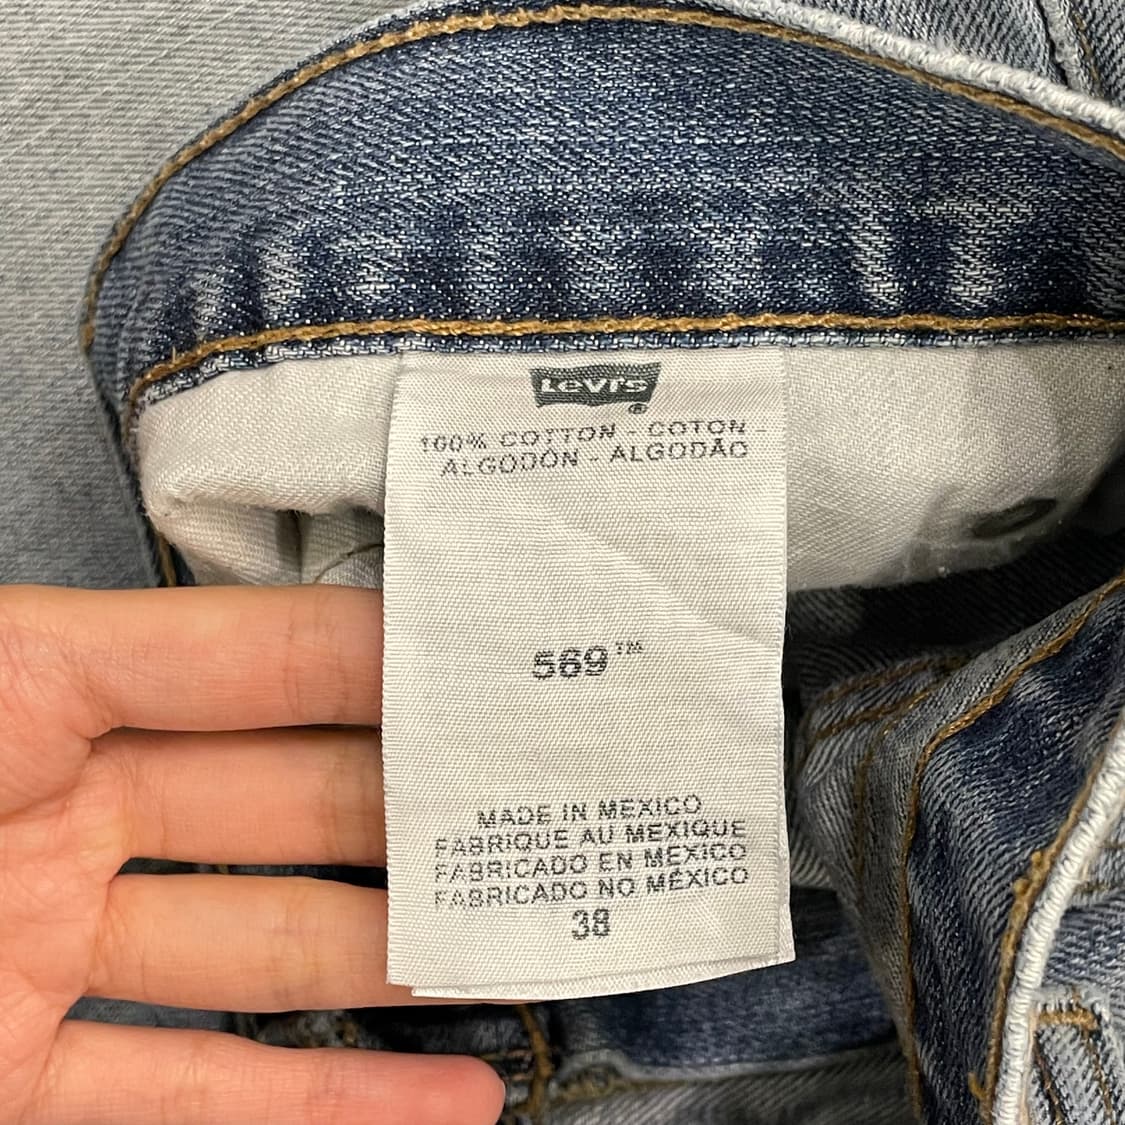 Levi's ®
100% COTTON - COTON -
ALGODÓN - ALGODÃO
569™
MADE IN MEXICO
FABRIQUE AU MEXIQUE
FABRICADO EN MEXICO
FABRICADO NO MÉXICO
38